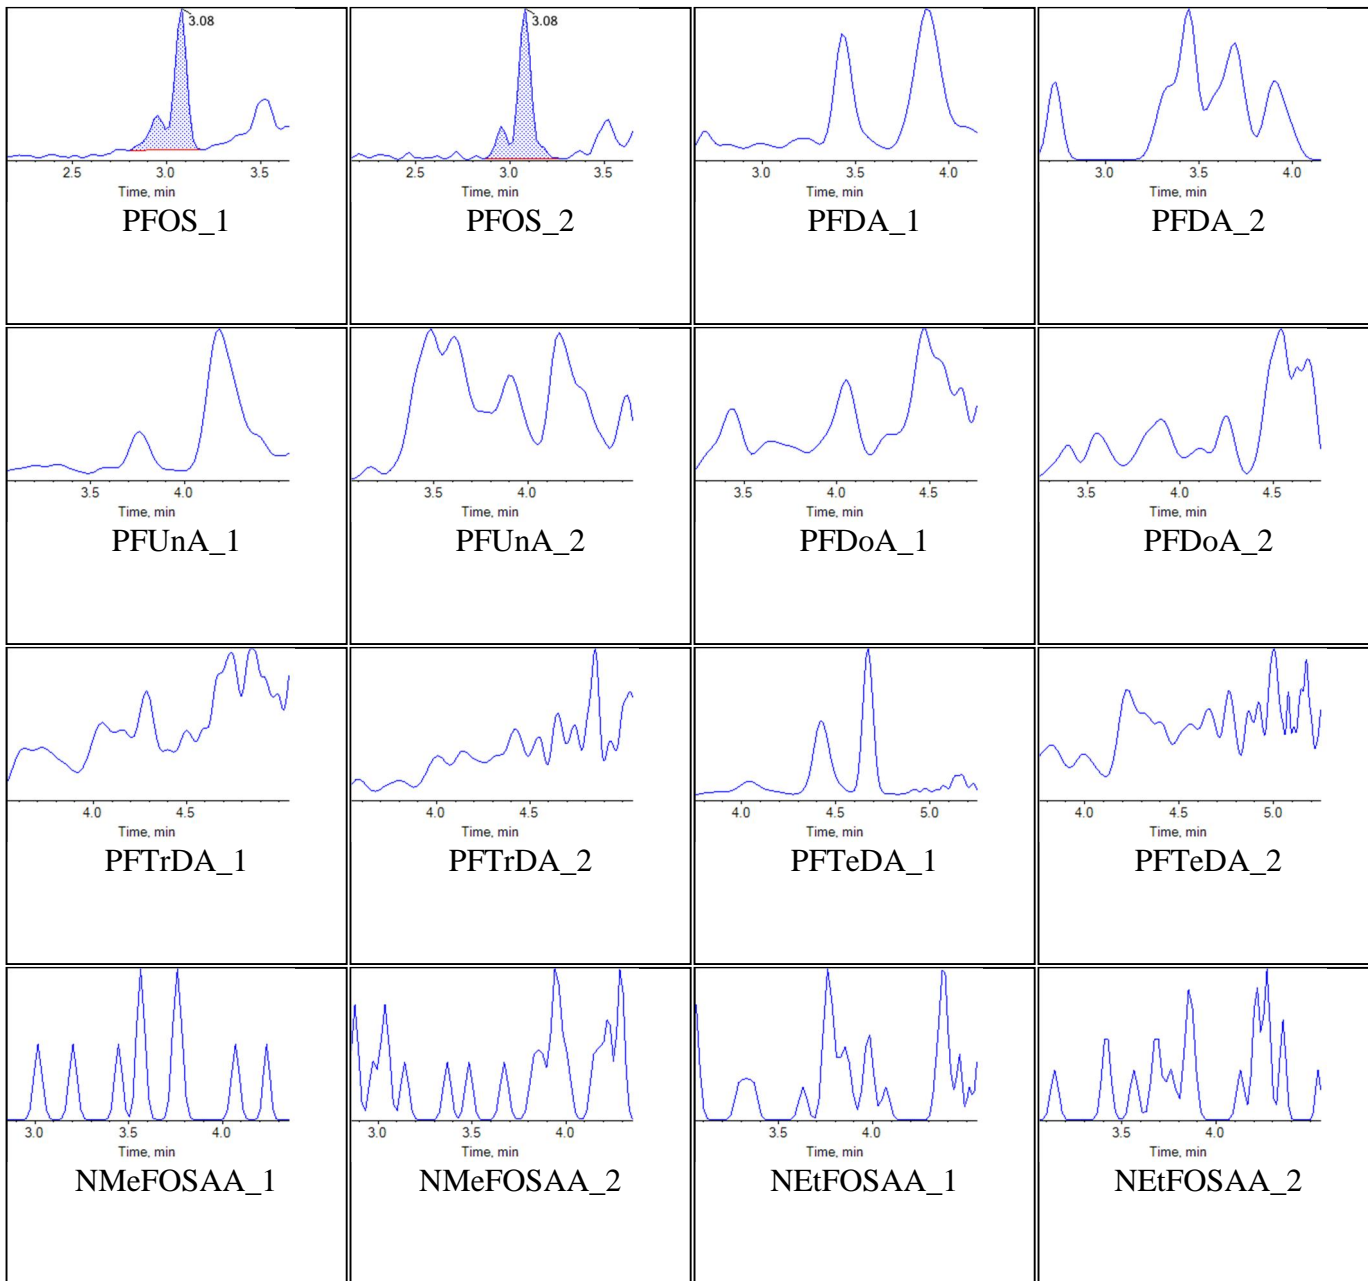 3.08
3.08
2.5 3.0 3.5
2.5 3.0 3.5
3.0 3.5 4.0
3.0 3.5 4.0
Time, min
Time, min
Time, min
Time, min
PFOS_1
PFOS_2
PFDA_1
PFDA_2
3.5 4.0
3.5 4.0
3.5 4.0 4.5
3.5 4.0 4.5
Time, min
Time, min
Time, min
Time, min
PFUnA_1
PFUnA_2
PFDoA_1
PFDoA_2
4.0 4.5
4.0 4.5
4.0 4.5 5.0
4.0 4.5 5.0
Time, min
Time, min
Time, min
Time, min
PFTrDA_1
PFTrDA_2
PFTeDA_1
PFTeDA_2
3.0 3.5 4.0
3.0 3.5 4.0
3.5 4.0
3.5 4.0
Time, min
Time, min
Time, min
Time, min
NMeFOSAA_1
NMeFOSAA_2
NEtFOSAA_1
NEtFOSAA_2